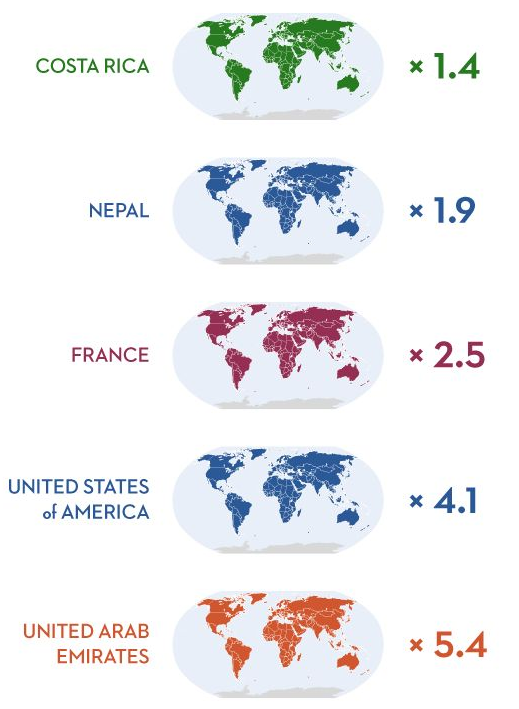 COSTA RICA
× 1.4
NEPAL
× 1.9
FRANCE
× 2.5
UNITED STATES
of AMERICA
× 4.1
UNITED ARAB
EMIRATES
× 5.4